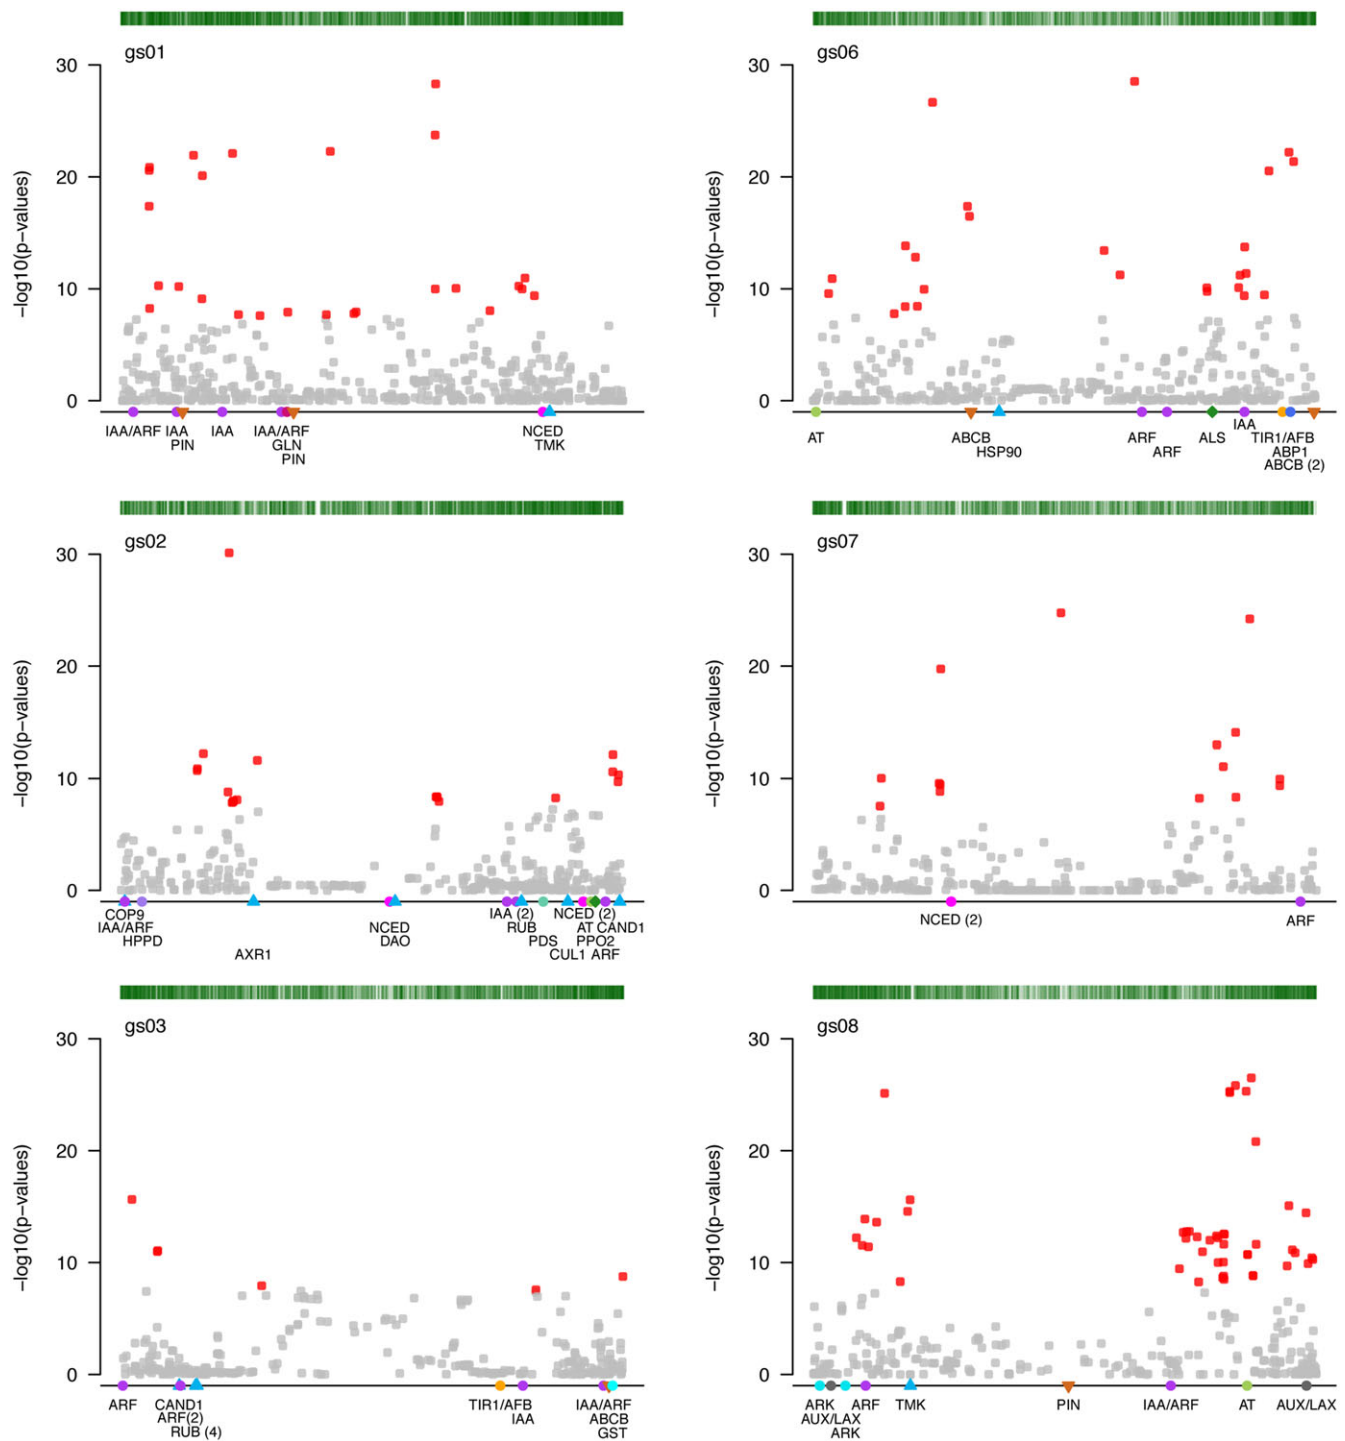 gs01
30
20
10
0
−log10(p−values)
IAA/ARF IAA IAA IAA/ARF NCED
PIN GLN TMK
PIN
gs06
30
20
10
0
−log10(p−values)
AT ABCB ARF ALS IAA TIR1/AFB
HSP90 ARF ABP1
ABCB (2)
gs02
30
20
10
0
−log10(p−values)
COP9 NCED IAA (2) NCED (2)
IAA/ARF RUB AT CAND1
HPPD DAO PDS PPO2
AXR1 CUL1 ARF
gs07
30
20
10
0
−log10(p−values)
NCED (2) ARF
gs03
30
20
10
0
−log10(p−values)
ARF CAND1 TIR1/AFB IAA/ARF
ARF(2) IAA ABCB
RUB (4) GST
gs08
30
20
10
0
−log10(p−values)
ARK ARF TMK PIN IAA/ARF AT AUX/LAX
AUX/LAX
ARK